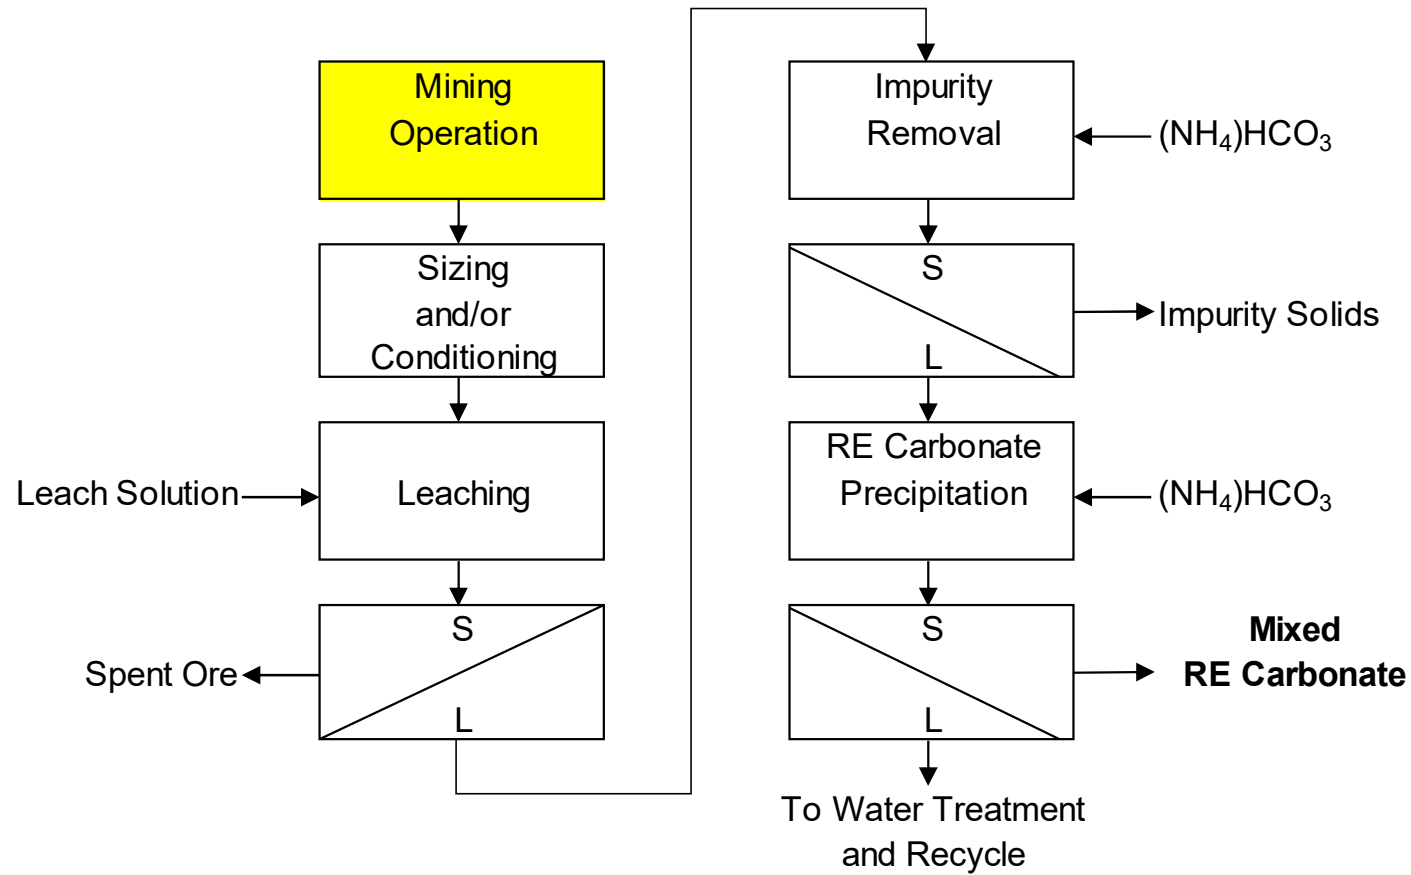 Mining
Operation
Sizing
and/or
Conditioning
Leach Solution
Leaching
S
Spent Ore
L
Impurity
Removal
(NH₄)HCO₃
S
Impurity Solids
L
RE Carbonate
Precipitation
(NH₄)HCO₃
S
Mixed
RE Carbonate
L
To Water Treatment
and Recycle